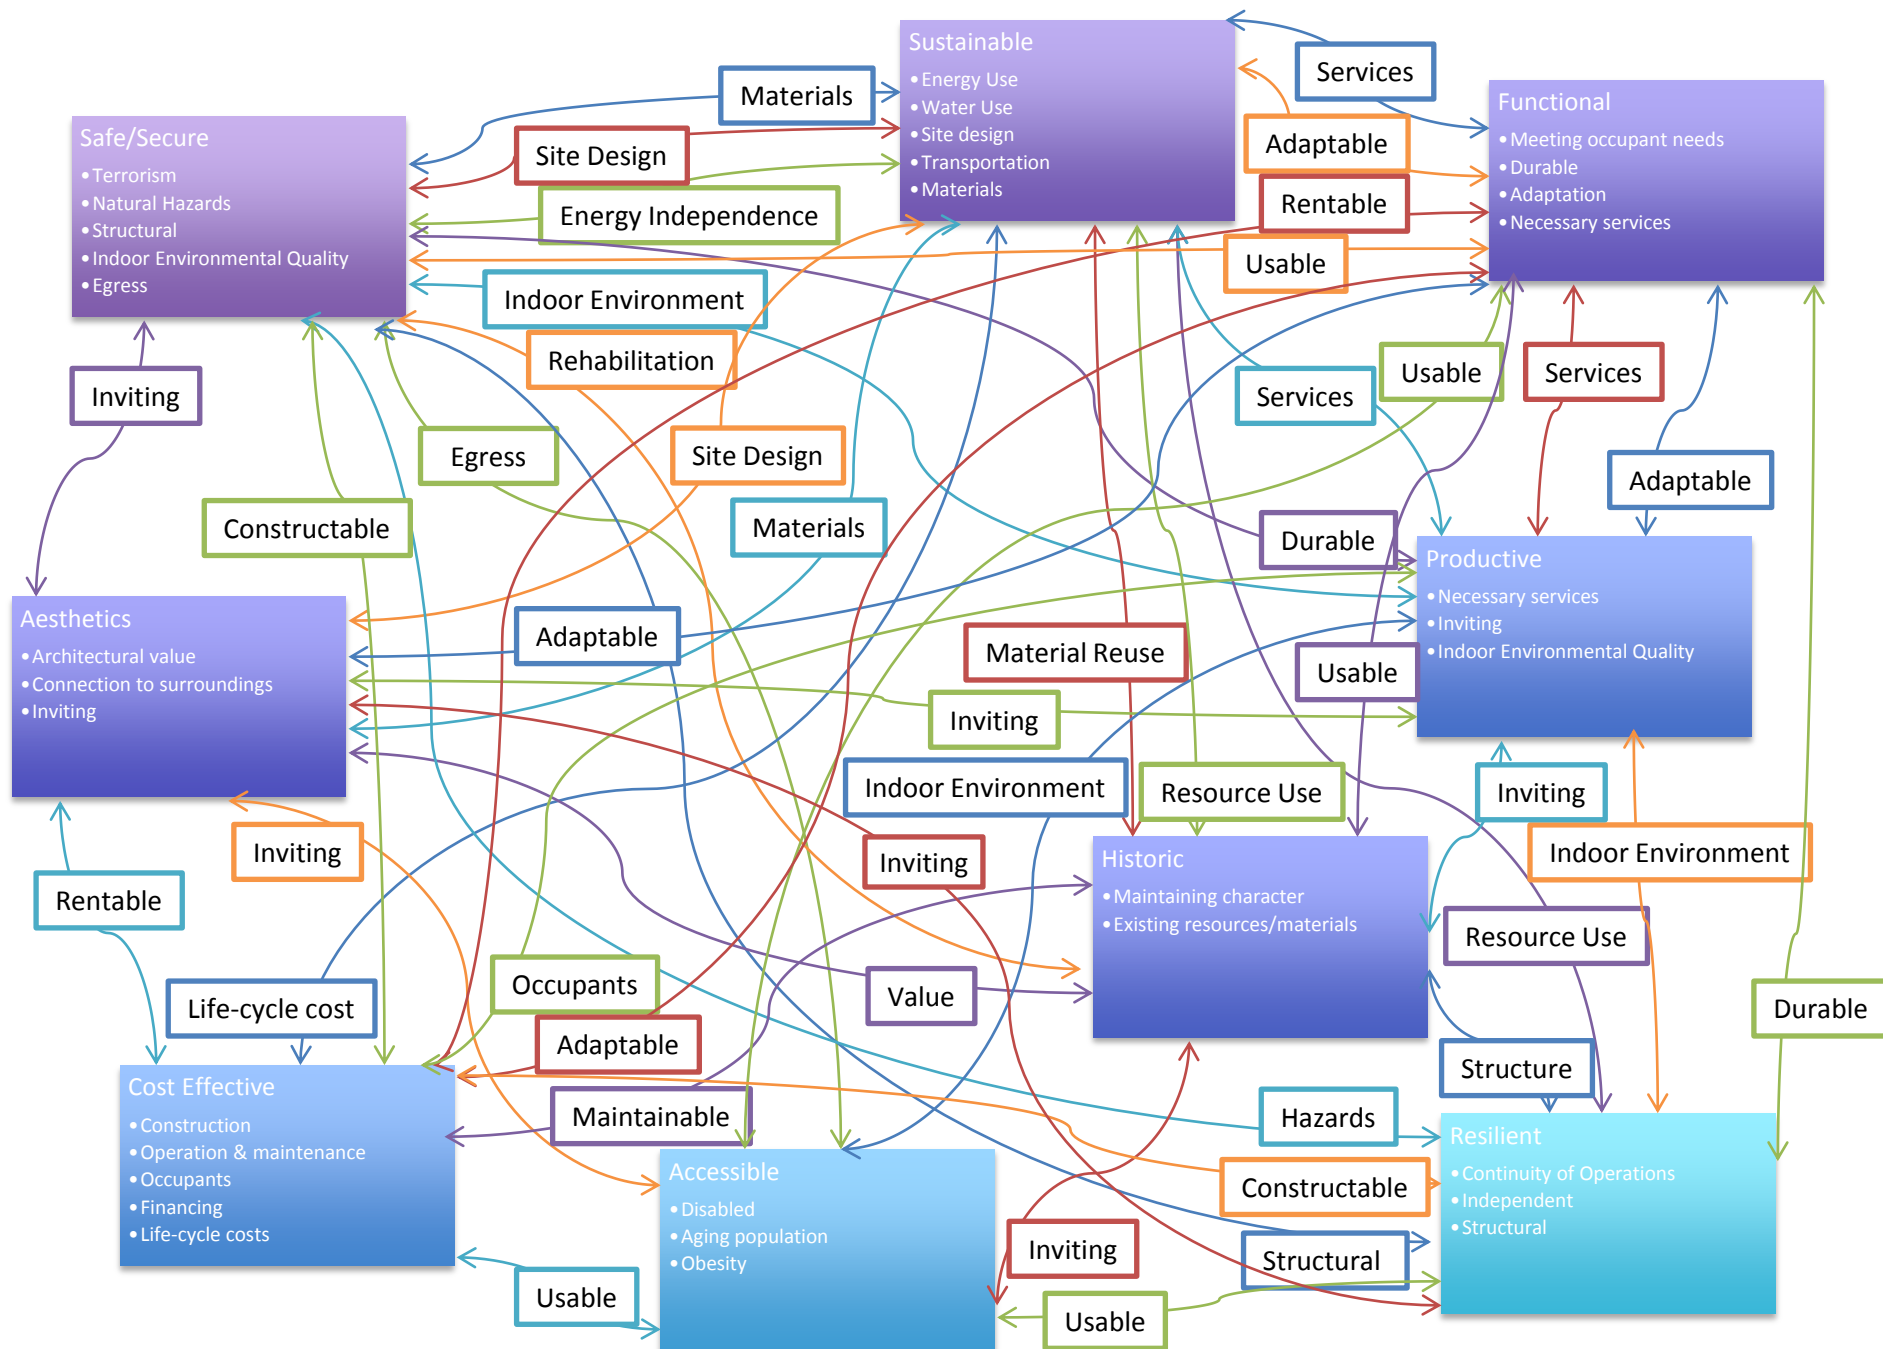 Sustainable
• Energy Use
• Water Use
• Site design
• Transportation
• Materials
Services
Functional
• Meeting occupant needs
• Durable
• Adaptation
• Necessary services
Materials
Safe/Secure
• Terrorism
• Natural Hazards
• Structural
• Indoor Environmental Quality
• Egress
Site Design
Adaptable
Energy Independence
Rentable
Usable
Indoor Environment
Rehabilitation
Inviting
Usable
Services
Services
Egress
Site Design
Adaptable
Constructable
Materials
Durable
Productive
• Necessary services
• Inviting
• Indoor Environmental Quality
Aesthetics
• Architectural value
• Connection to surroundings
• Inviting
Adaptable
Material Reuse
Usable
Inviting
Indoor Environment
Resource Use
Inviting
Inviting
Inviting
Indoor Environment
Historic
• Maintaining character
• Existing resources/materials
Rentable
Resource Use
Occupants
Value
Life-cycle cost
Durable
Adaptable
Structure
Cost Effective
• Construction
• Operation & maintenance
• Occupants
• Financing
• Life-cycle costs
Maintainable
Hazards
Resilient
• Continuity of Operations
• Independent
• Structural
Accessible
• Disabled
• Aging population
• Obesity
Constructable
Inviting
Structural
Usable
Usable